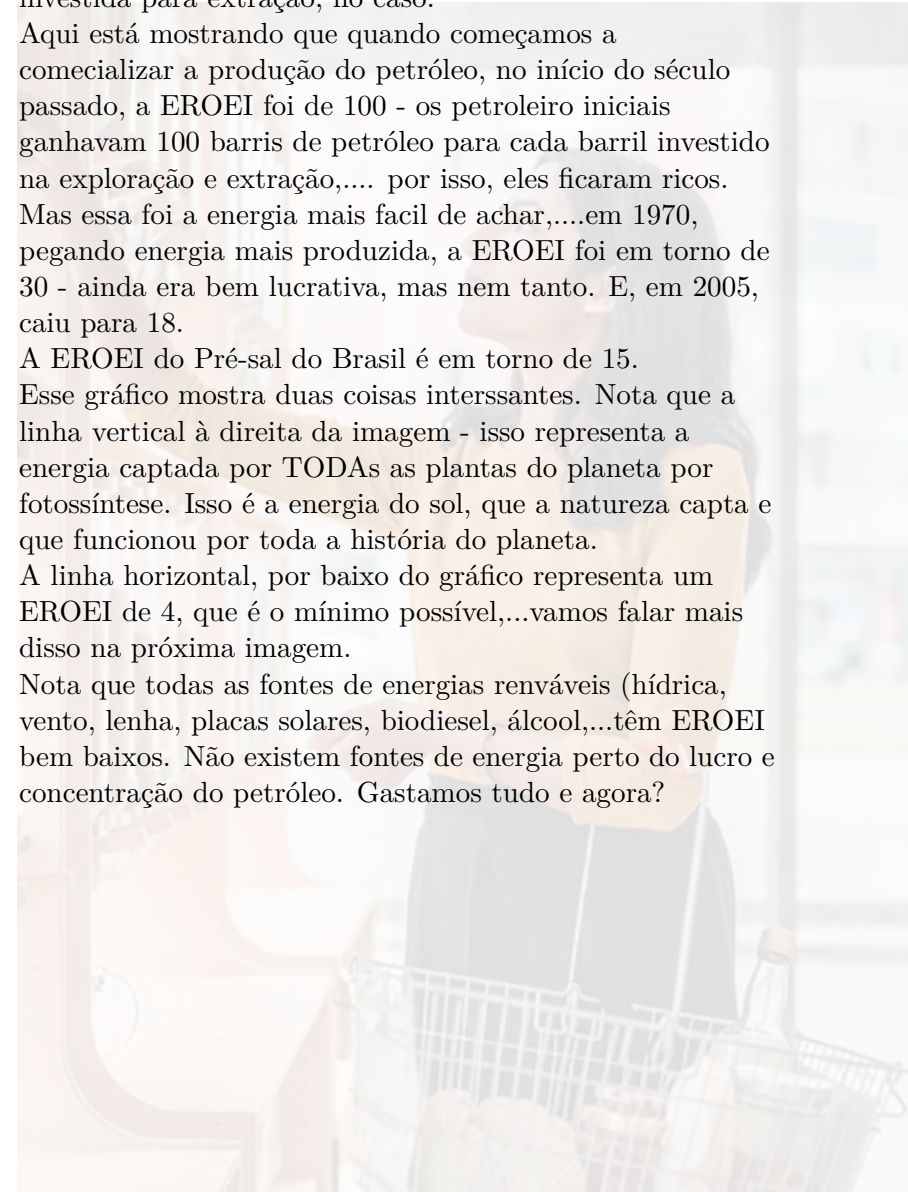 investida para extração, no caso.
Aqui está mostrando que quando começamos a
comecializar a produção do petróleo, no início do século
passado, a EROEI foi de 100 - os petroleiro iniciais
ganhavam 100 barris de petróleo para cada barril investido
na exploração e extração,.... por isso, eles ficaram ricos.
Mas essa foi a energia mais facil de achar,....em 1970,
pegando energia mais produzida, a EROEI foi em torno de
30 - ainda era bem lucrativa, mas nem tanto. E, em 2005,
caiu para 18.
A EROEI do Pré-sal do Brasil é em torno de 15.
Esse gráfico mostra duas coisas interssantes. Nota que a
linha vertical à direita da imagem - isso representa a
energia captada por TODAs as plantas do planeta por
fotossíntese. Isso é a energia do sol, que a natureza capta e
que funcionou por toda a história do planeta.
A linha horizontal, por baixo do gráfico representa um
EROEI de 4, que é o mínimo possível,...vamos falar mais
disso na próxima imagem.
Nota que todas as fontes de energias renváveis (hídrica,
vento, lenha, placas solares, biodiesel, álcool,...têm EROEI
bem baixos. Não existem fontes de energia perto do lucro e
concentração do petróleo. Gastamos tudo e agora?